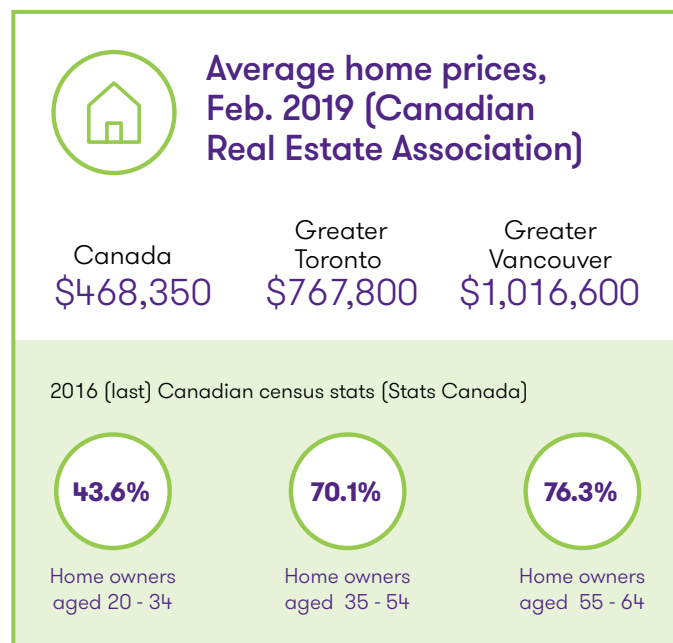 Average home prices,
Feb. 2019 (Canadian
Real Estate Association)
Canada
$468,350
Greater
Toronto
$767,800
Greater
Vancouver
$1,016,600
2016 (last) Canadian census stats (Stats Canada)
43.6%
Home owners
aged 20 - 34
70.1%
Home owners
aged 35 - 54
76.3%
Home owners
aged 55 - 64